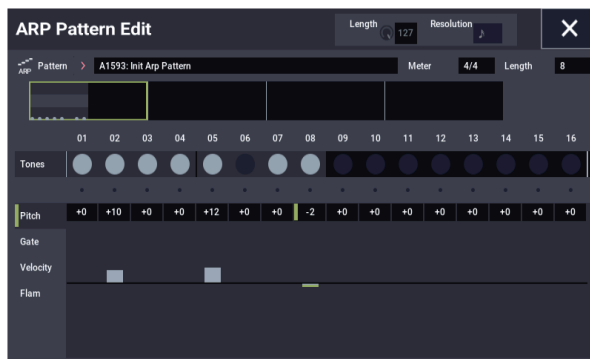 ARP Pattern Edit Length 127 Resolution ♪ X
ARP Pattern > A1593: Init Arp Pattern Meter 4/4 Length 8
01 02 03 04 05 06 07 08 09 10 11 12 13 14 15 16
Tones
Pitch +0 +10 +0 +0 +12 +0 +0 -2 +0 +0 +0 +0 +0 +0 +0 +0
Gate
Velocity
Flam